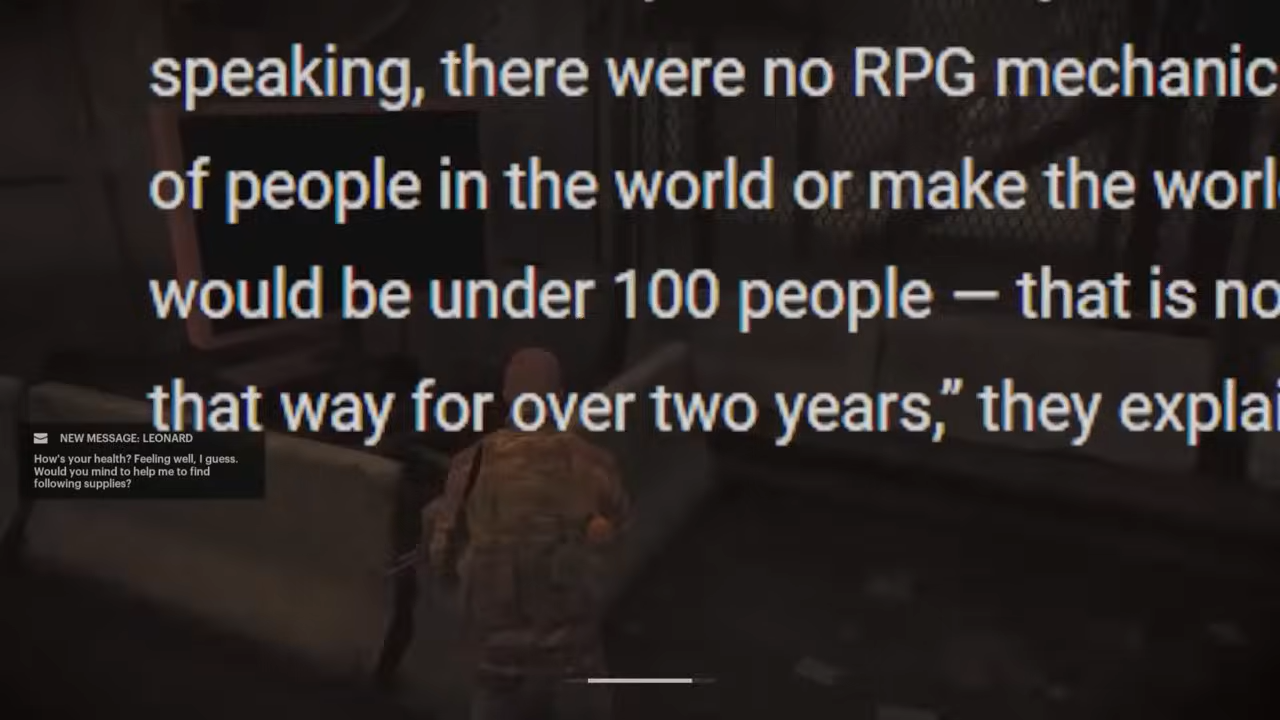 speaking, there were no RPG mechanic
of people in the world or make the worl
would be under 100 people — that is no
that way for over two years,” they explai
NEW MESSAGE: LEONARD
How's your health? Feeling well, I guess.
Would you mind to help me to find
following supplies?